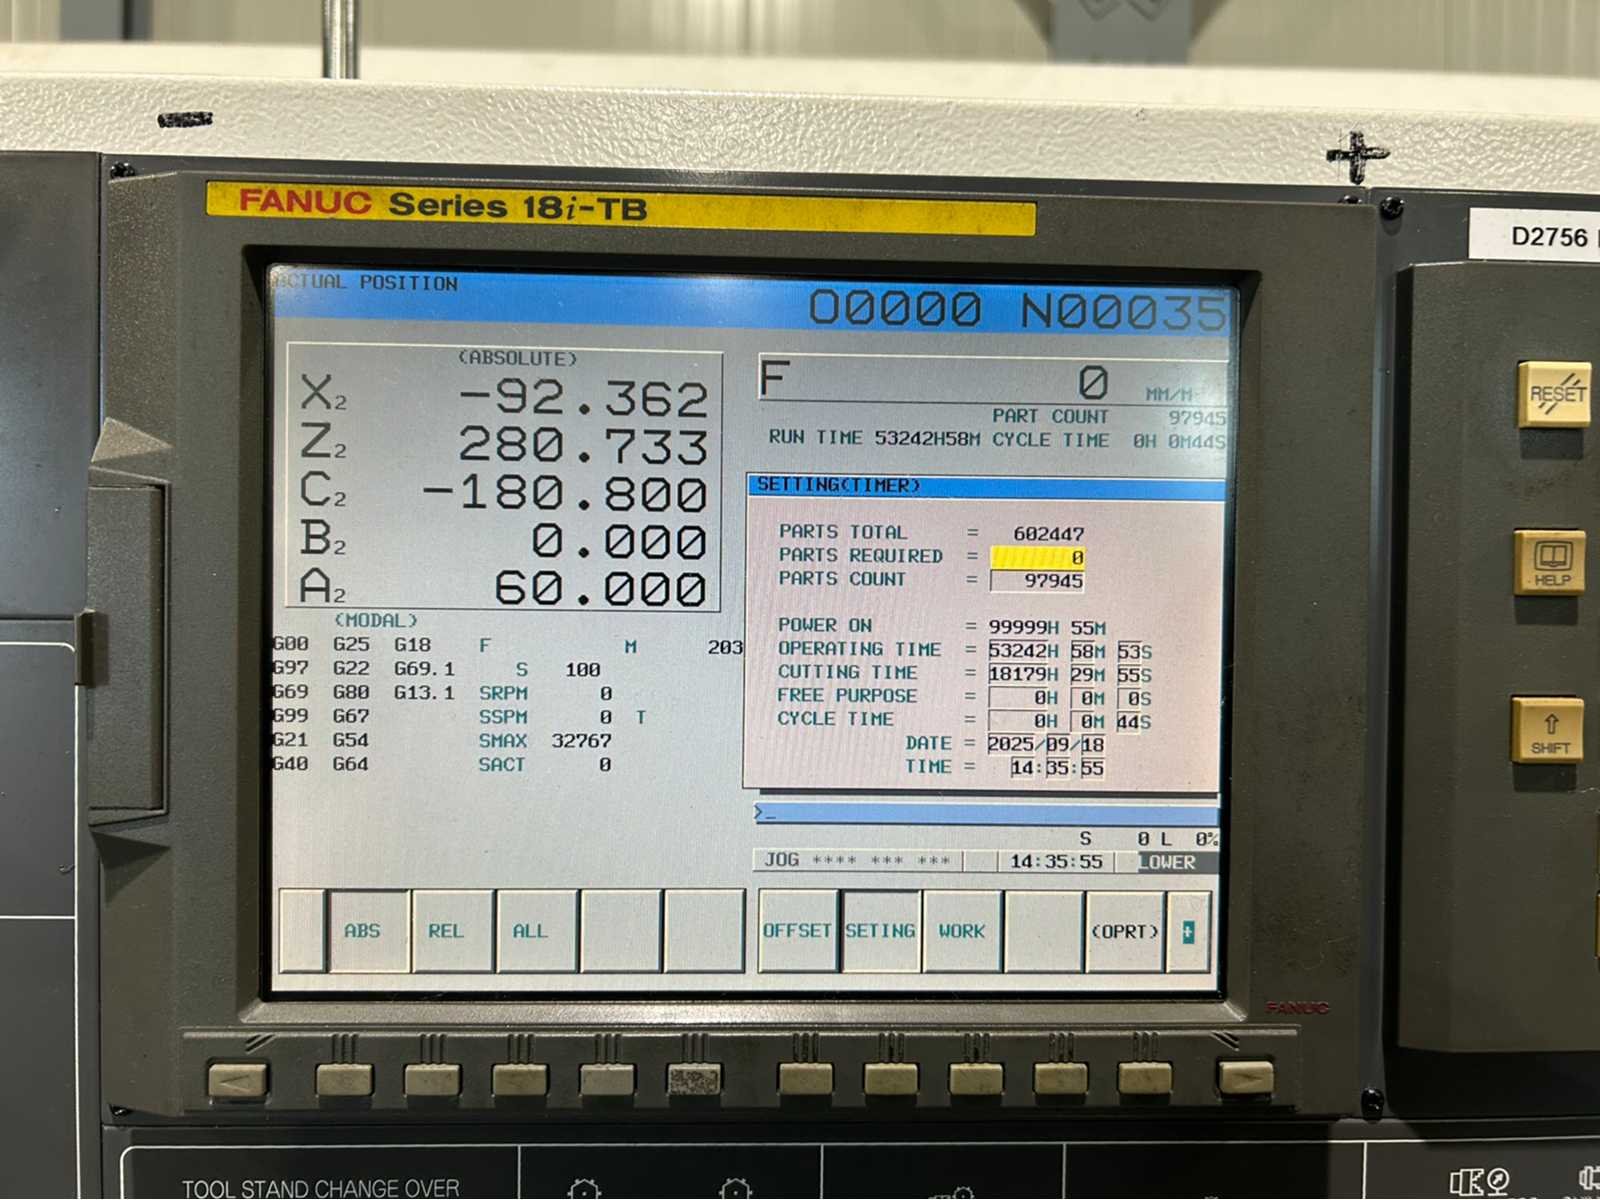 - +
FANUC Series 18i-TB
D2756
ACTUAL POSITION
O0000 N00035
(ABSOLUTE)
X2 -92.362
Z2 280.733
C2 -180.800
B2 0.000
A2 60.000
F 0 MM/M
PART COUNT 97945
RUN TIME 53242H58M CYCLE TIME 0H 0M44S
(MODAL)
G00 G25 G18 F M 203
G97 G22 G69.1 S 100
G69 G80 G13.1 SRPM 0
G99 G67 SSPM 0 T
G21 G54 SMAX 32767
G40 G64 SACT 0
SETTING(TIMER)
PARTS TOTAL = 602447
PARTS REQUIRED = 0
PARTS COUNT = 97945
POWER ON = 99999H 55M
OPERATING TIME = 53242H 58M 53S
CUTTING TIME = 18179H 29M 55S
FREE PURPOSE = 0H 0M 0S
CYCLE TIME = 0H 0M 44S
DATE = 2025/09/18
TIME = 14:35:55
>_
S 0 L 0%
JOG **** *** *** 14:35:55 LOWER
ABS REL ALL OFFSET SETING WORK (OPRT) +
RESET
HELP
SHIFT
FANUC
TOOL STAND CHANGE OVER